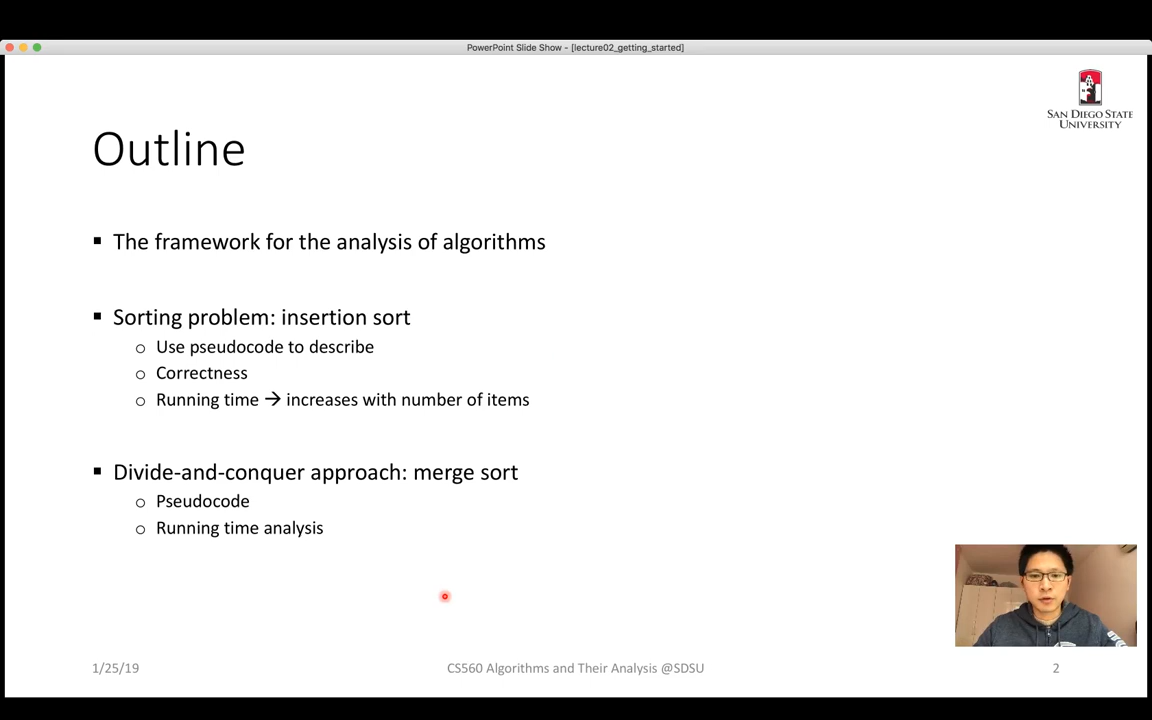 PowerPoint Slide Show - [lecture02_getting_started]
SAN DIEGO STATE
UNIVERSITY
Outline
▪ The framework for the analysis of algorithms
▪ Sorting problem: insertion sort
o Use pseudocode to describe
o Correctness
o Running time → increases with number of items
▪ Divide-and-conquer approach: merge sort
o Pseudocode
o Running time analysis
1/25/19
CS560 Algorithms and Their Analysis @SDSU
2